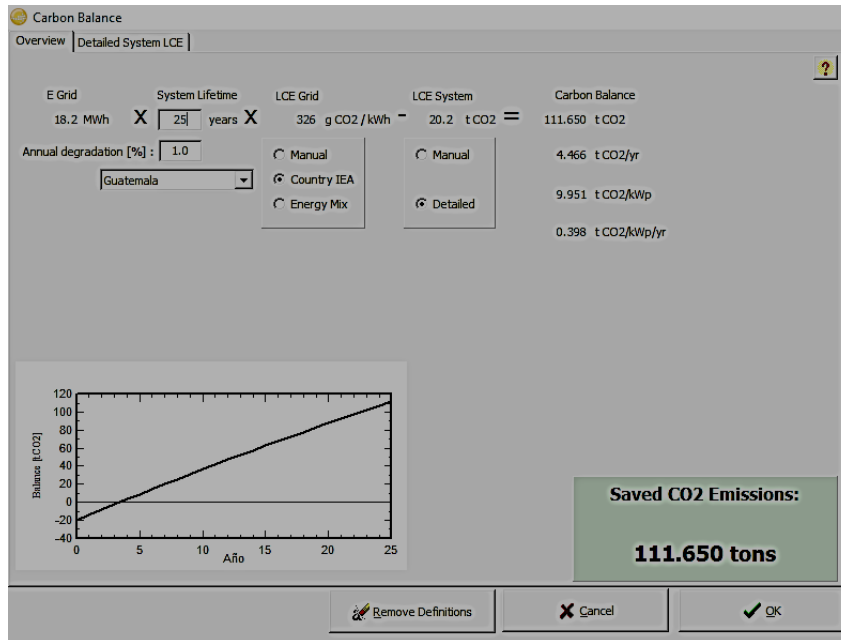 Carbon Balance
Overview Detailed System LCE
?
E Grid System Lifetime LCE Grid LCE System Carbon Balance
18.2 MWh X 25 years X 326 g CO2 / kWh - 20.2 t CO2 = 111.650 t CO2
Annual degradation [%] : 1.0 Manual Manual 4.466 t CO2/yr
Guatemala Country IEA
9.951 t CO2/kWp
Energy Mix Detailed
0.398 t CO2/kWp/yr
120
100
80
60
40
20
0
-20
-40
Balance [tCO2]
0 5 10 15 20 25
Año
Saved CO2 Emissions:
111.650 tons
Remove Definitions Cancel OK